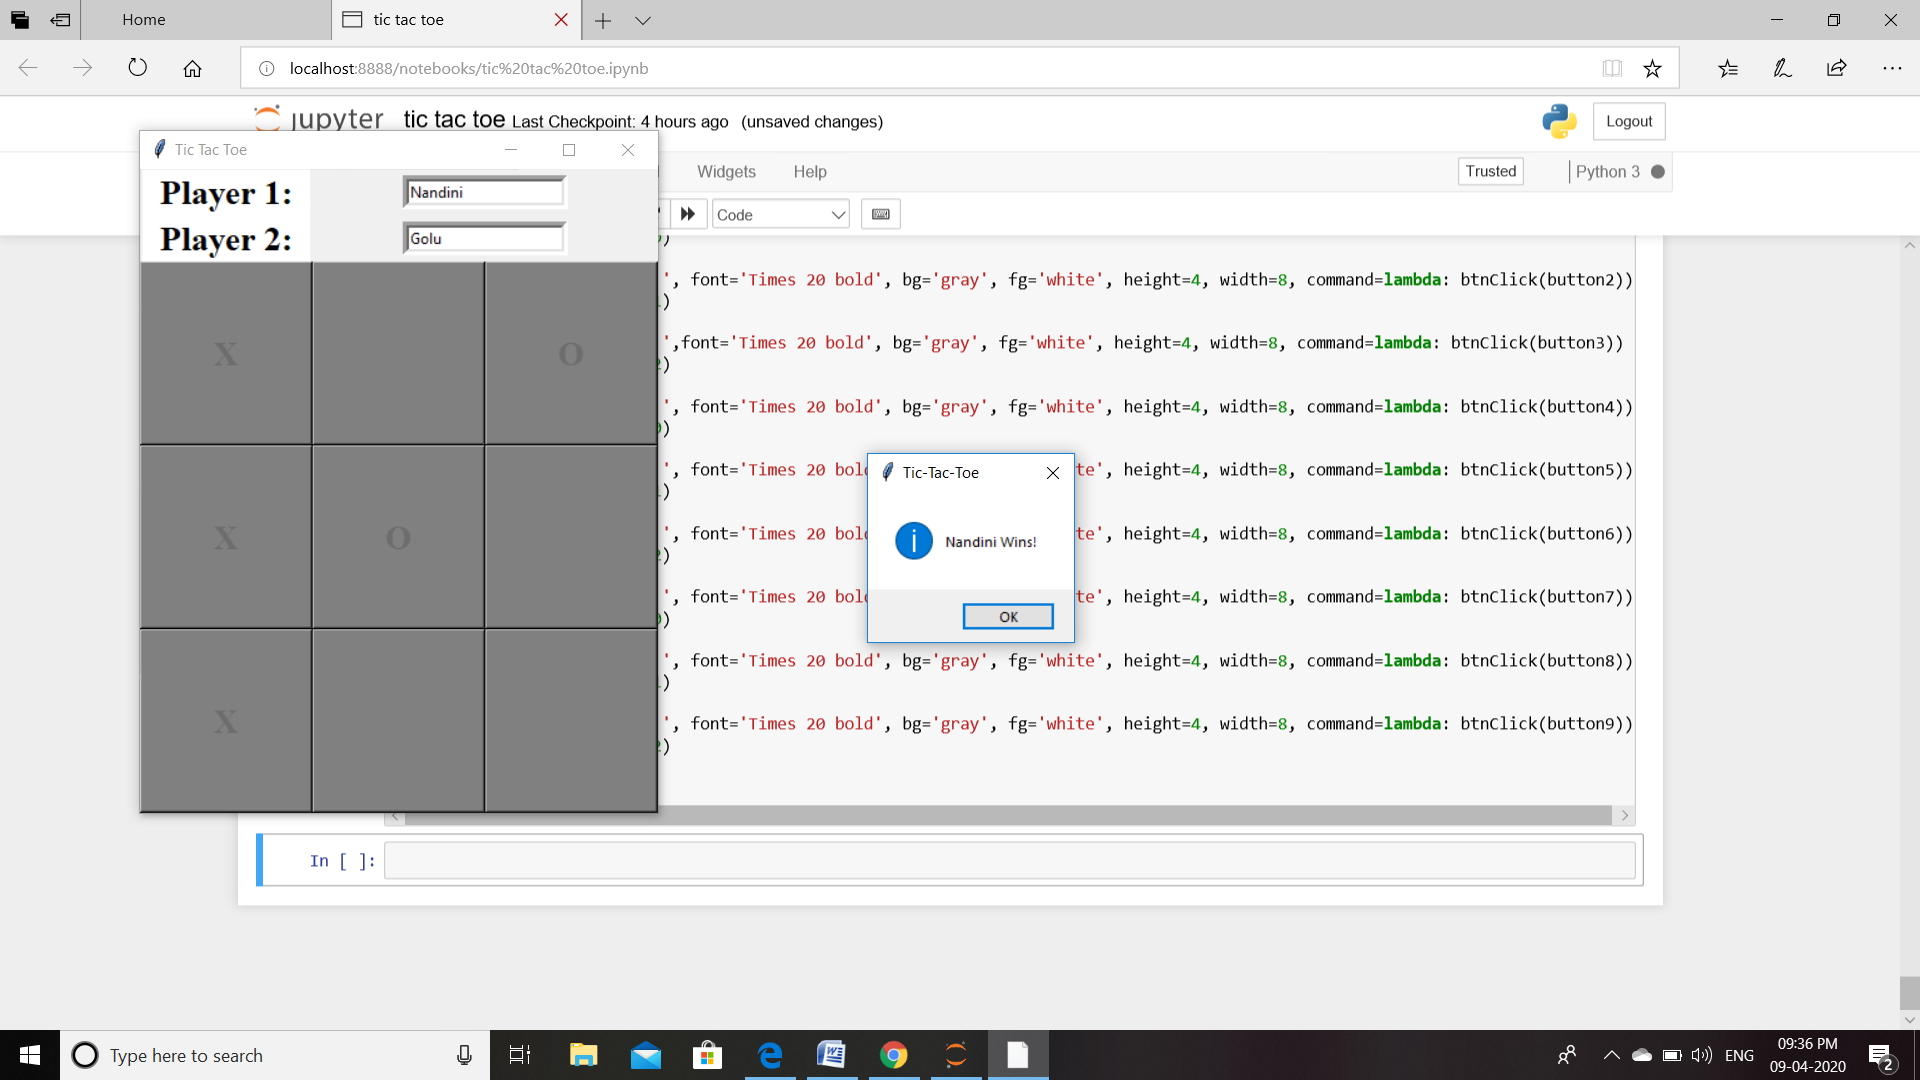 Home
tic tac toe
localhost:8888/notebooks/tic%20tac%20toe.ipynb
jupyter tic tac toe Last Checkpoint: 4 hours ago (unsaved changes)
Logout
Tic Tac Toe
Widgets Help
Trusted
Python 3
Code
Player 1: Nandini
Player 2: Golu
X O
X O
X
)
', font='Times 20 bold', bg='gray', fg='white', height=4, width=8, command=lambda: btnClick(button2))
)
',font='Times 20 bold', bg='gray', fg='white', height=4, width=8, command=lambda: btnClick(button3))
)
', font='Times 20 bold', bg='gray', fg='white', height=4, width=8, command=lambda: btnClick(button4))
)
', font='Times 20 bol te', height=4, width=8, command=lambda: btnClick(button5))
)
', font='Times 20 bol te', height=4, width=8, command=lambda: btnClick(button6))
)
', font='Times 20 bol te', height=4, width=8, command=lambda: btnClick(button7))
)
', font='Times 20 bold', bg='gray', fg='white', height=4, width=8, command=lambda: btnClick(button8))
)
', font='Times 20 bold', bg='gray', fg='white', height=4, width=8, command=lambda: btnClick(button9))
)
Tic-Tac-Toe
Nandini Wins!
OK
In [ ]:
Type here to search
ENG
09:36 PM
09-04-2020
2